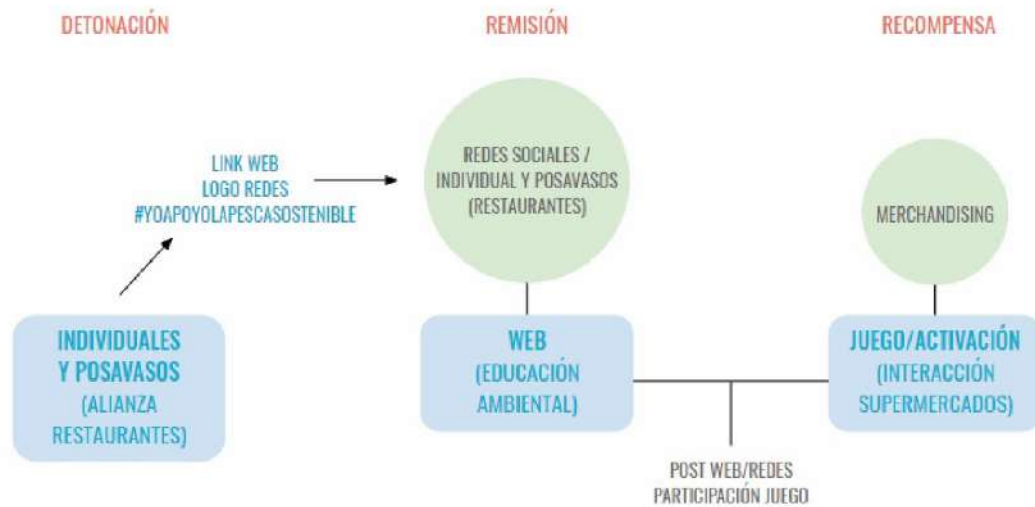 DETONACIÓN
REMISIÓN
RECOMPENSA
LINK WEB
LOGO REDES
#YOAPOYOLAPESCASOSTENIBLE
REDES SOCIALES /
INDIVIDUAL Y POSAVASOS
(RESTAURANTES)
MERCHANDISING
INDIVIDUALES
Y POSAVASOS
(ALIANZA
RESTAURANTES)
WEB
(EDUCACIÓN
AMBIENTAL)
JUEGO/ACTIVACIÓN
(INTERACCIÓN
SUPERMERCADOS)
POST WEB/REDES
PARTICIPACIÓN JUEGO